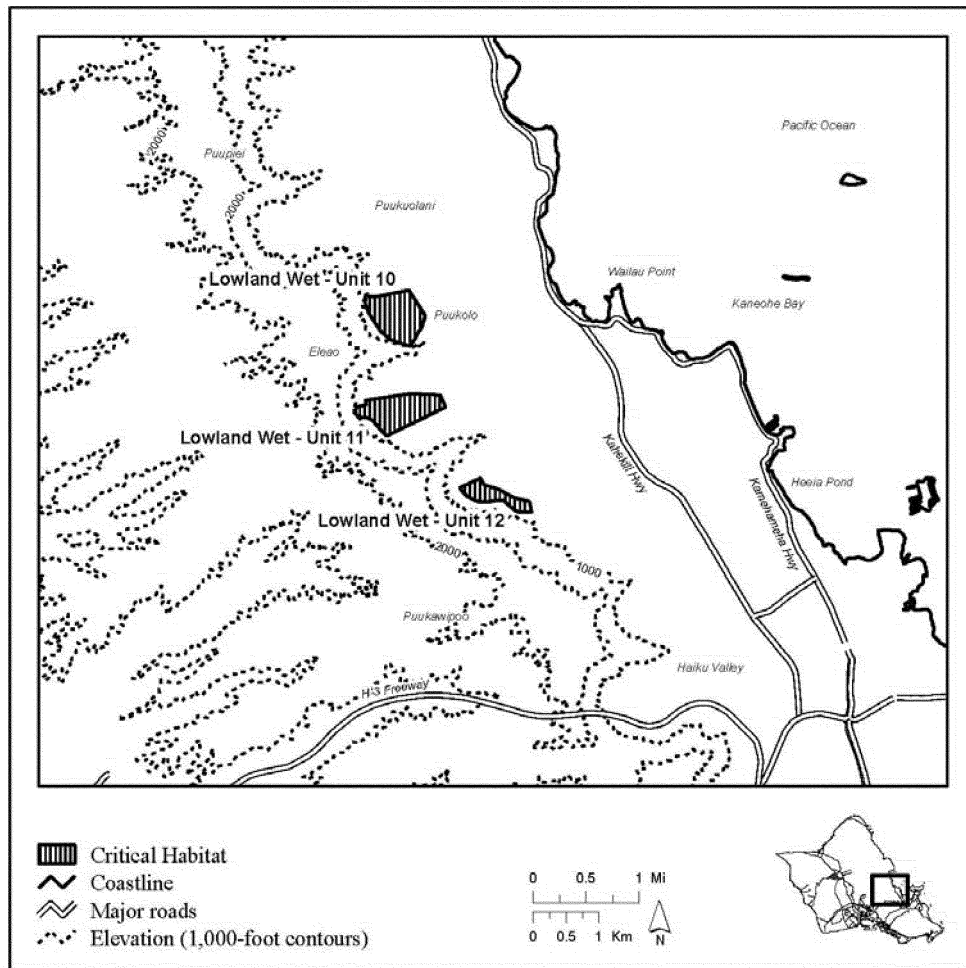 Pacific Ocean
2000
Puupiei
2000
Puukuolani
Wailau Point
Lowland Wet - Unit 10
Kaneohe Bay
Puukolo
Eleao
Lowland Wet - Unit 11
Kahekili Hwy
Heeia Pond
Kamehameha Hwy
Lowland Wet - Unit 12
2000
1000
Puukawipoo
Haiku Valley
H-3 Freeway
Critical Habitat
Coastline
Major roads
Elevation (1,000-foot contours)
0 0.5 1 Mi
0 0.5 1 Km
N